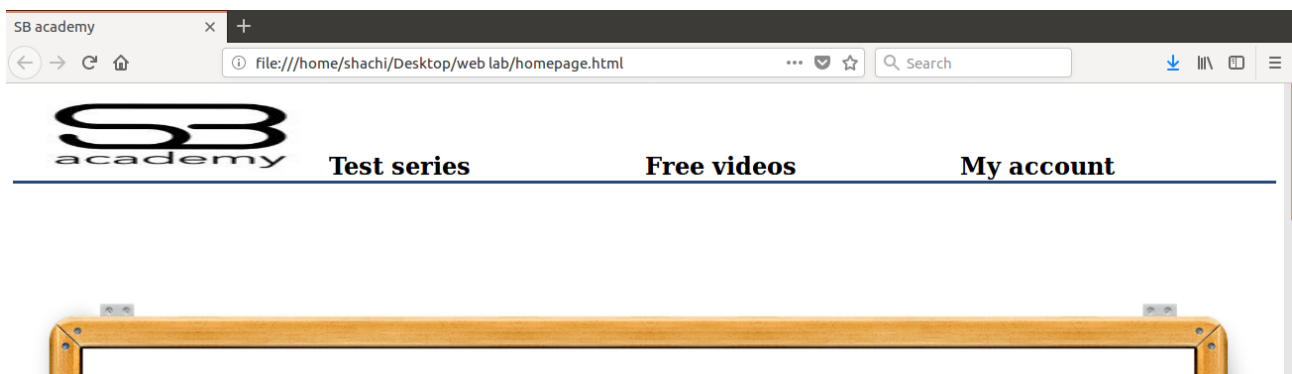 SB academy
file:///home/shachi/Desktop/web lab/homepage.html
Search
SB
academy
Test series Free videos My account